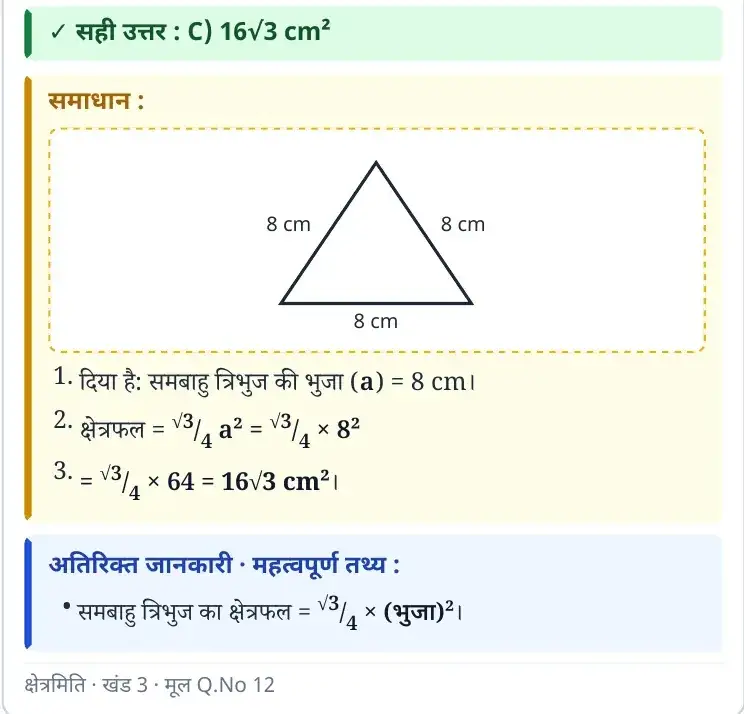 ✓ सही उत्तर : C) 16√3 cm²
समाधान :
8 cm 8 cm
8 cm
1. दिया है: समबाहु त्रिभुज की भुजा (a) = 8 cm।
2. क्षेत्रफल = √3/4 a² = √3/4 × 8²
3. = √3/4 × 64 = 16√3 cm²।
अतिरिक्त जानकारी · महत्वपूर्ण तथ्य :
• समबाहु त्रिभुज का क्षेत्रफल = √3/4 × (भुजा)²।
क्षेत्रमिति · खंड 3 · मूल Q.No 12